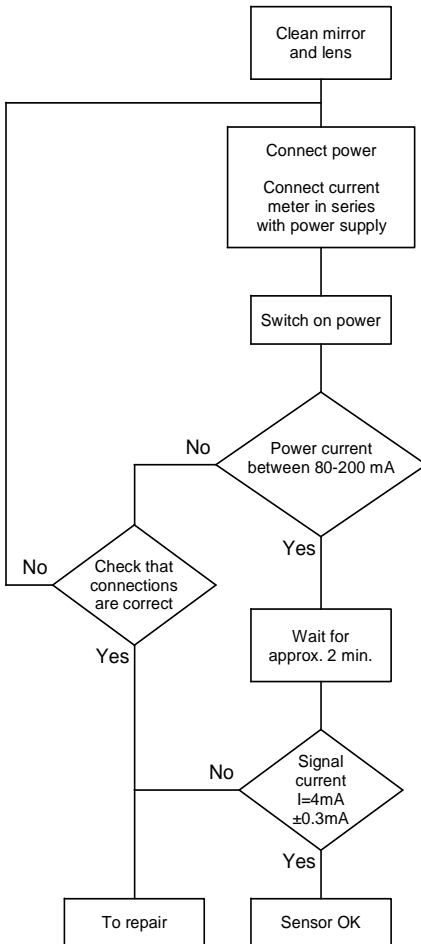 Clean mirror
and lens
Connect power
Connect current
meter in series
with power supply
Switch on power
No
Power current
between 80-200 mA
Yes
No
Check that
connections
are correct
Yes
Wait for
approx. 2 min.
No
Signal
current
I=4mA
±0.3mA
Yes
To repair
Sensor OK